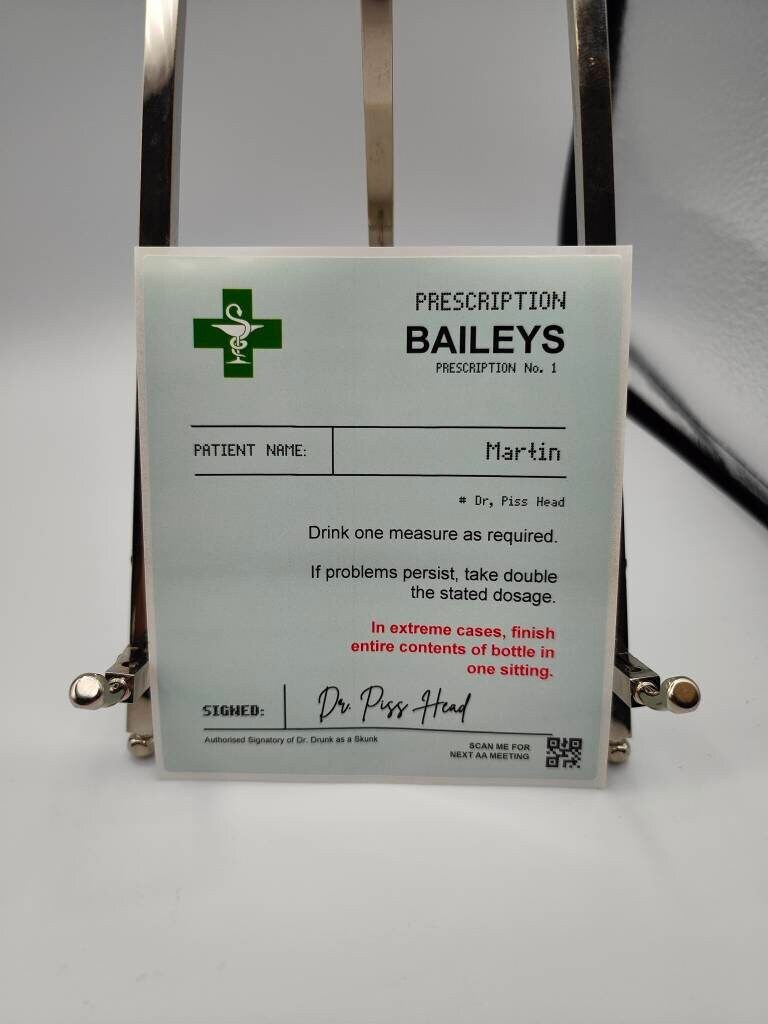 PRESCRIPTION
BAILEYS
PRESCRIPTION No. 1
PATIENT NAME: Martin
# Dr, Piss Head
Drink one measure as required.
If problems persist, take double
the stated dosage.
In extreme cases, finish
entire contents of bottle in
one sitting.
SIGNED: Dr. Piss Head
Authorised Signatory of Dr. Drunk as a Skunk
SCAN ME FOR
NEXT AA MEETING